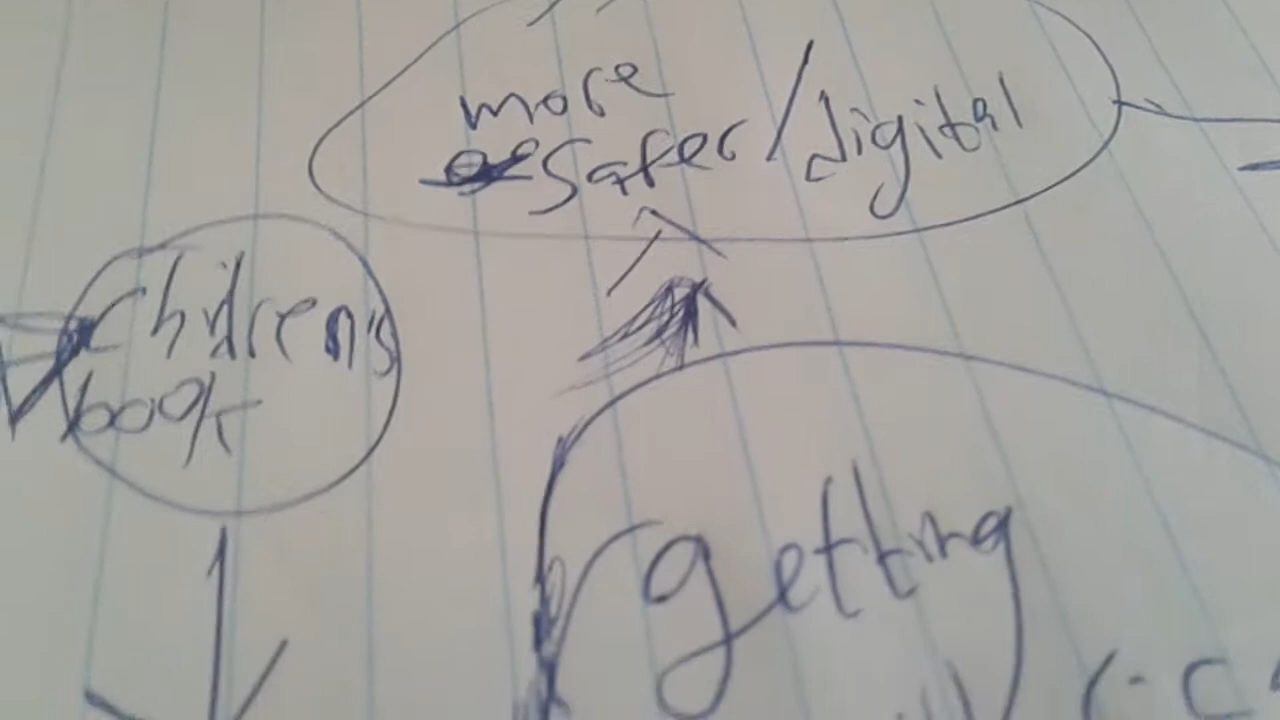 more
safer/digital
children's
book
getting